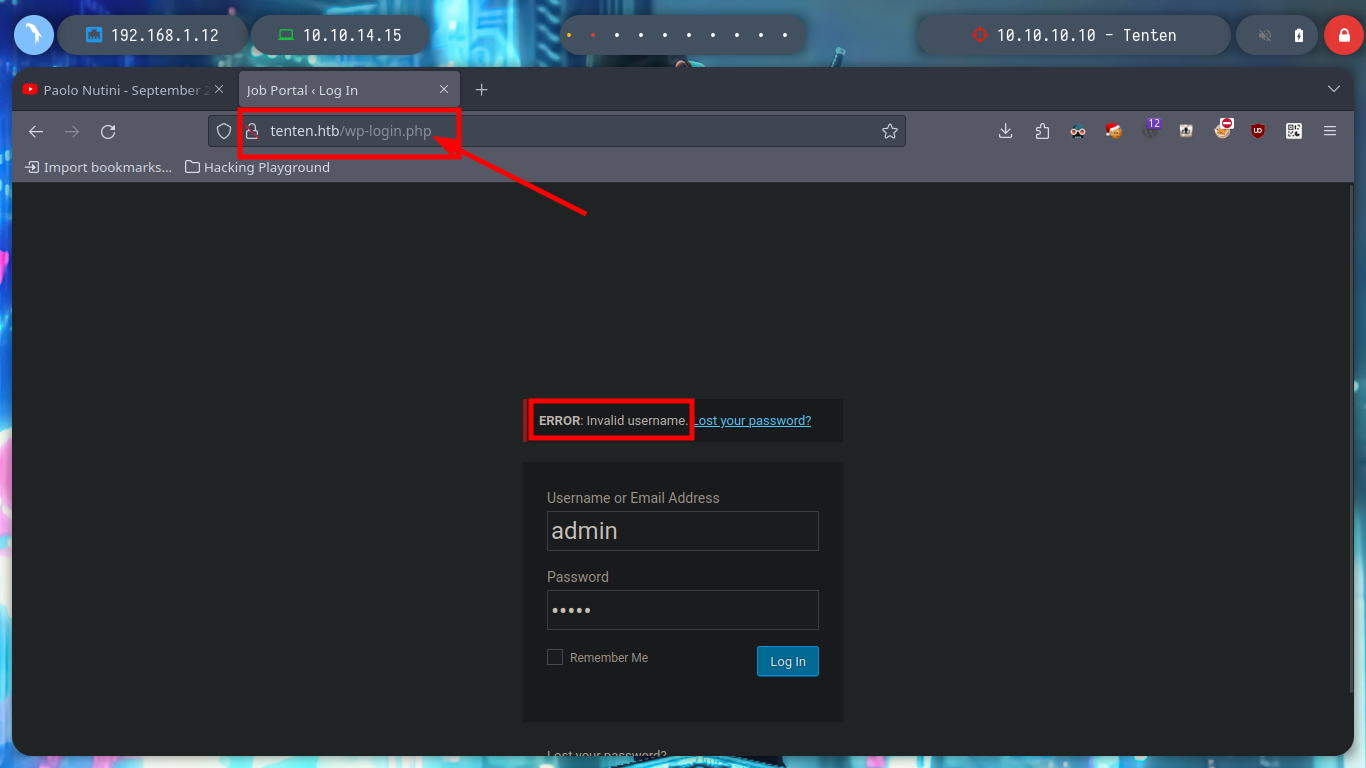 192.168.1.12
10.10.14.15
10.10.10.10 - Tenten
Paolo Nutini - September 2
Job Portal ‹ Log In
tenten.htb/wp-login.php
12
Import bookmarks...
Hacking Playground
ERROR: Invalid username. Lost your password?
Username or Email Address
admin
Password
•••••
Remember Me
Log In
Lost your password?